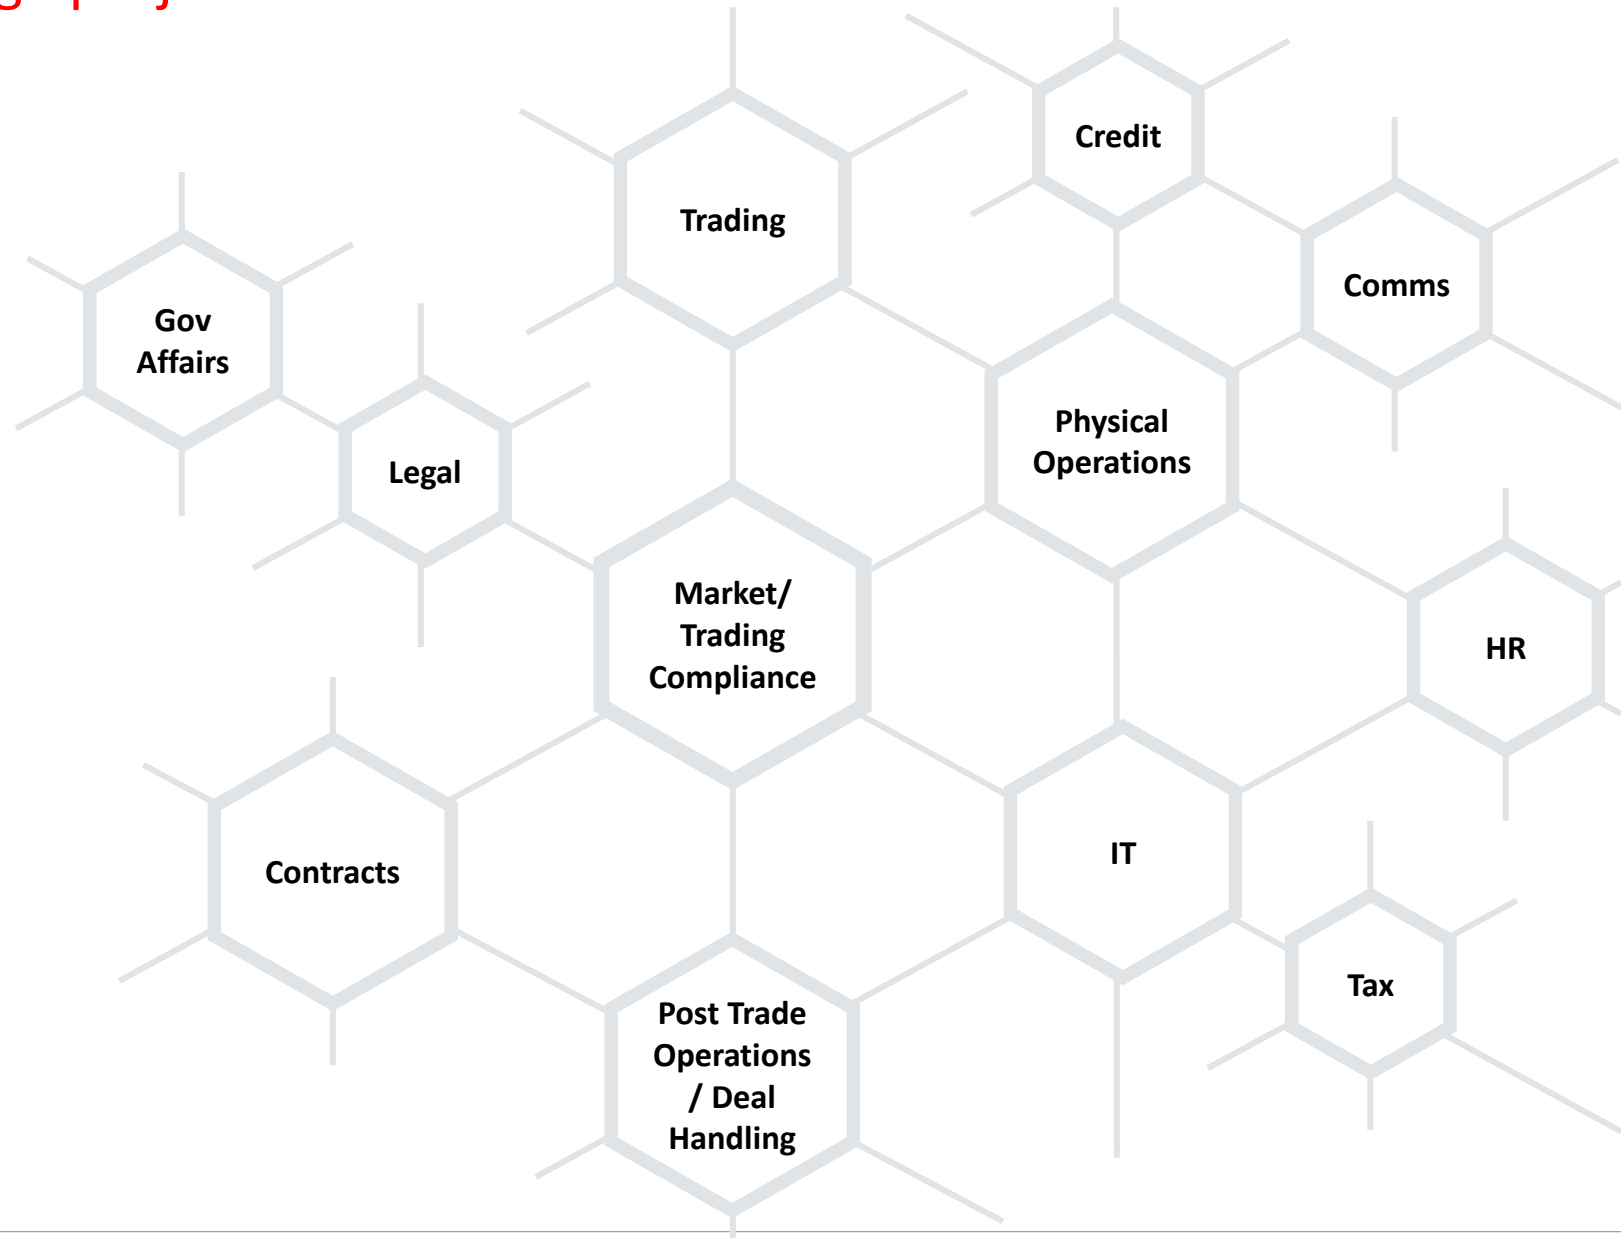 Credit
Trading
Comms
Gov
Affairs
Physical
Operations
Legal
Market/
Trading
Compliance
HR
IT
Contracts
Tax
Post Trade
Operations
/ Deal
Handling